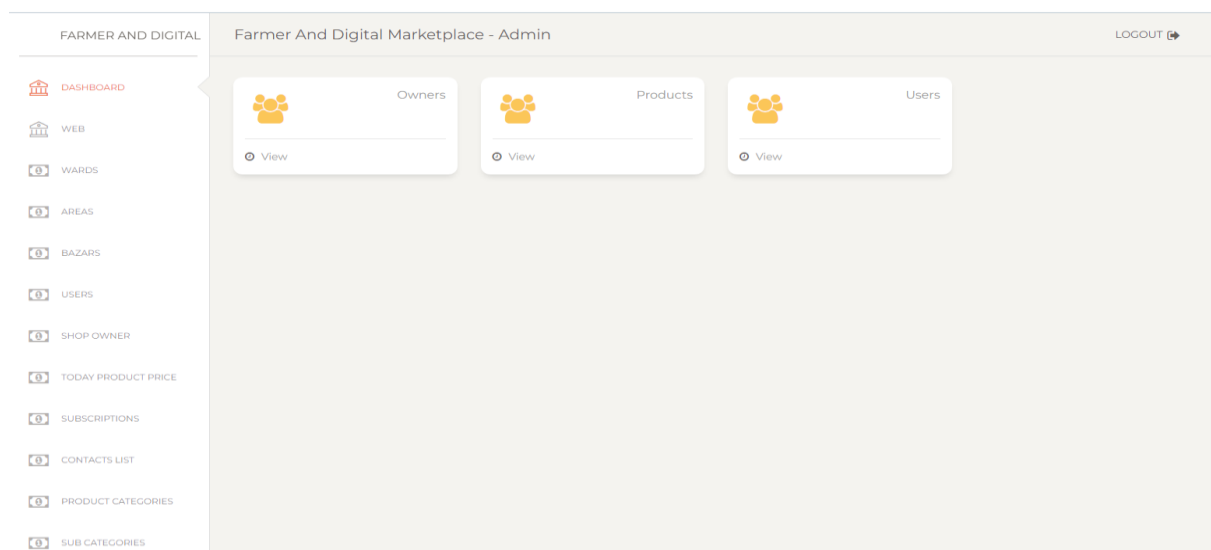 FARMER AND DIGITAL
Farmer And Digital Marketplace - Admin
LOGOUT
DASHBOARD
WEB
WARDS
AREAS
BAZARS
USERS
SHOP OWNER
TODAY PRODUCT PRICE
SUBSCRIPTIONS
CONTACTS LIST
PRODUCT CATEGORIES
SUB CATEGORIES
Owners
View
Products
View
Users
View